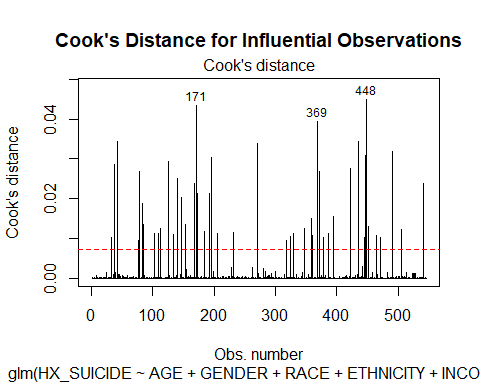 Cook's Distance for Influential Observations
Cook's distance
Cook's distance
0.00
0.02
0.04
171
369
448
0
100
200
300
400
500
Obs. number
glm(HX_SUICIDE ~ AGE + GENDER + RACE + ETHNICITY + INCO